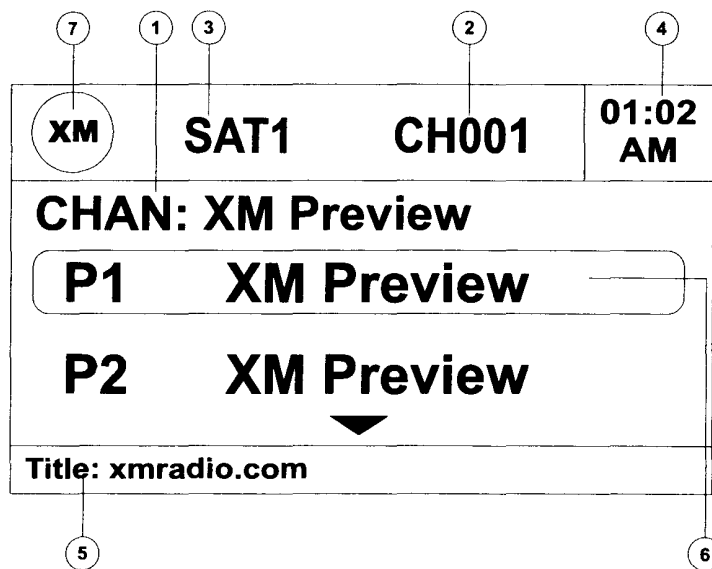 7 1 3 2 4
XM SAT1 CH001 01:02 AM
CHAN: XM Preview
P1 XM Preview
P2 XM Preview
Title: xmradio.com
5 6